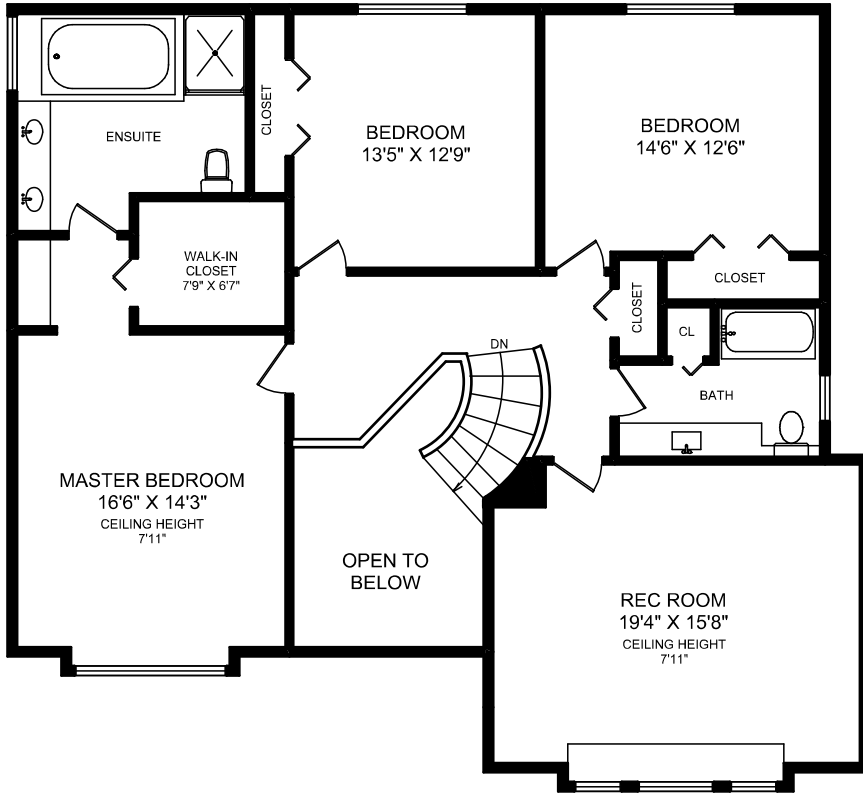 ENSUITE
CLOSET
BEDROOM
13'5" X 12'9"
BEDROOM
14'6" X 12'6"
WALK-IN
CLOSET
7'9" X 6'7"
CLOSET
CLOSET
CL
BATH
DN
MASTER BEDROOM
16'6" X 14'3"
CEILING HEIGHT
7'11"
OPEN TO
BELOW
REC ROOM
19'4" X 15'8"
CEILING HEIGHT
7'11"